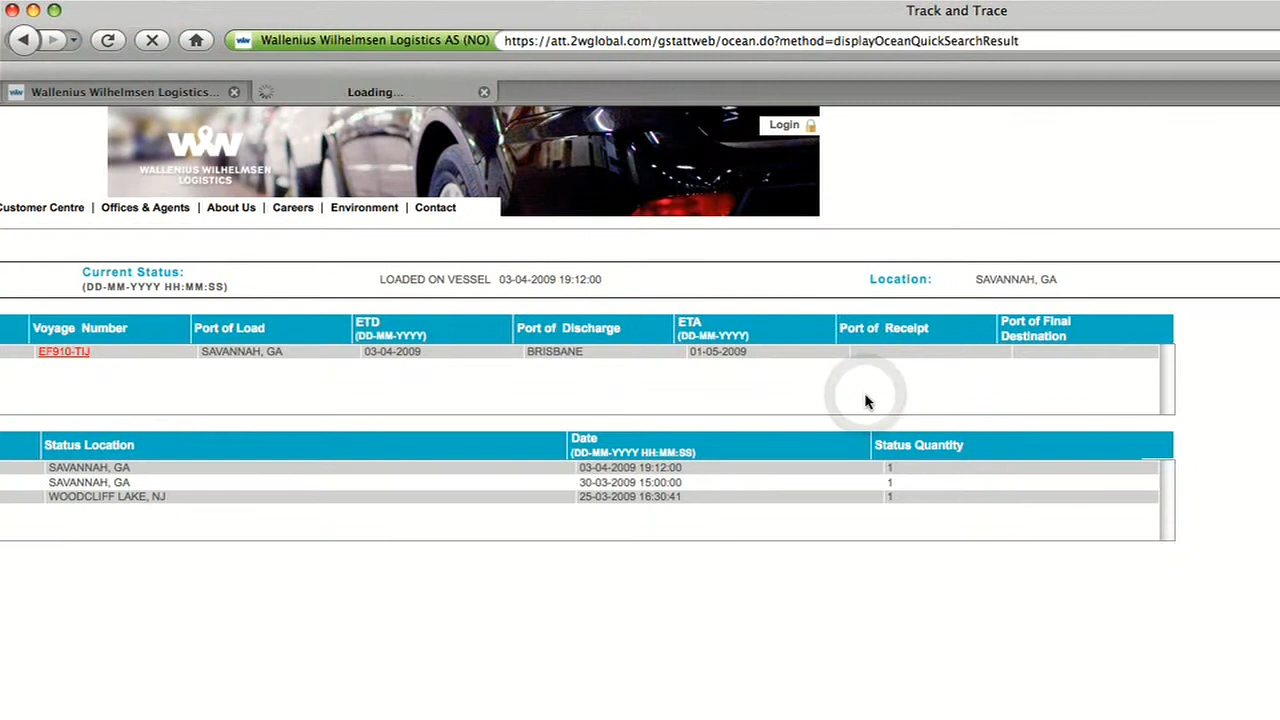 Track and Trace
Wallenius Wilhelmsen Logistics AS (NO) https://att.2wglobal.com/gstattweb/ocean.do?method=displayOceanQuickSearchResult
Wallenius Wilhelmsen Logistics... Loading...
Login
WALLENIUS WILHELMSEN
LOGISTICS
Customer Centre | Offices & Agents | About Us | Careers | Environment | Contact
Current Status:
(DD-MM-YYYY HH:MM:SS)
LOADED ON VESSEL 03-04-2009 19:12:00
Location: SAVANNAH, GA
Voyage Number Port of Load ETD (DD-MM-YYYY) Port of Discharge ETA (DD-MM-YYYY) Port of Receipt Port of Final Destination
EF910-TIJ SAVANNAH, GA 03-04-2009 BRISBANE 01-05-2009
Status Location Date (DD-MM-YYYY HH:MM:SS) Status Quantity
SAVANNAH, GA 03-04-2009 19:12:00 1
SAVANNAH, GA 30-03-2009 15:00:00 1
WOODCLIFF LAKE, NJ 25-03-2009 16:30:41 1